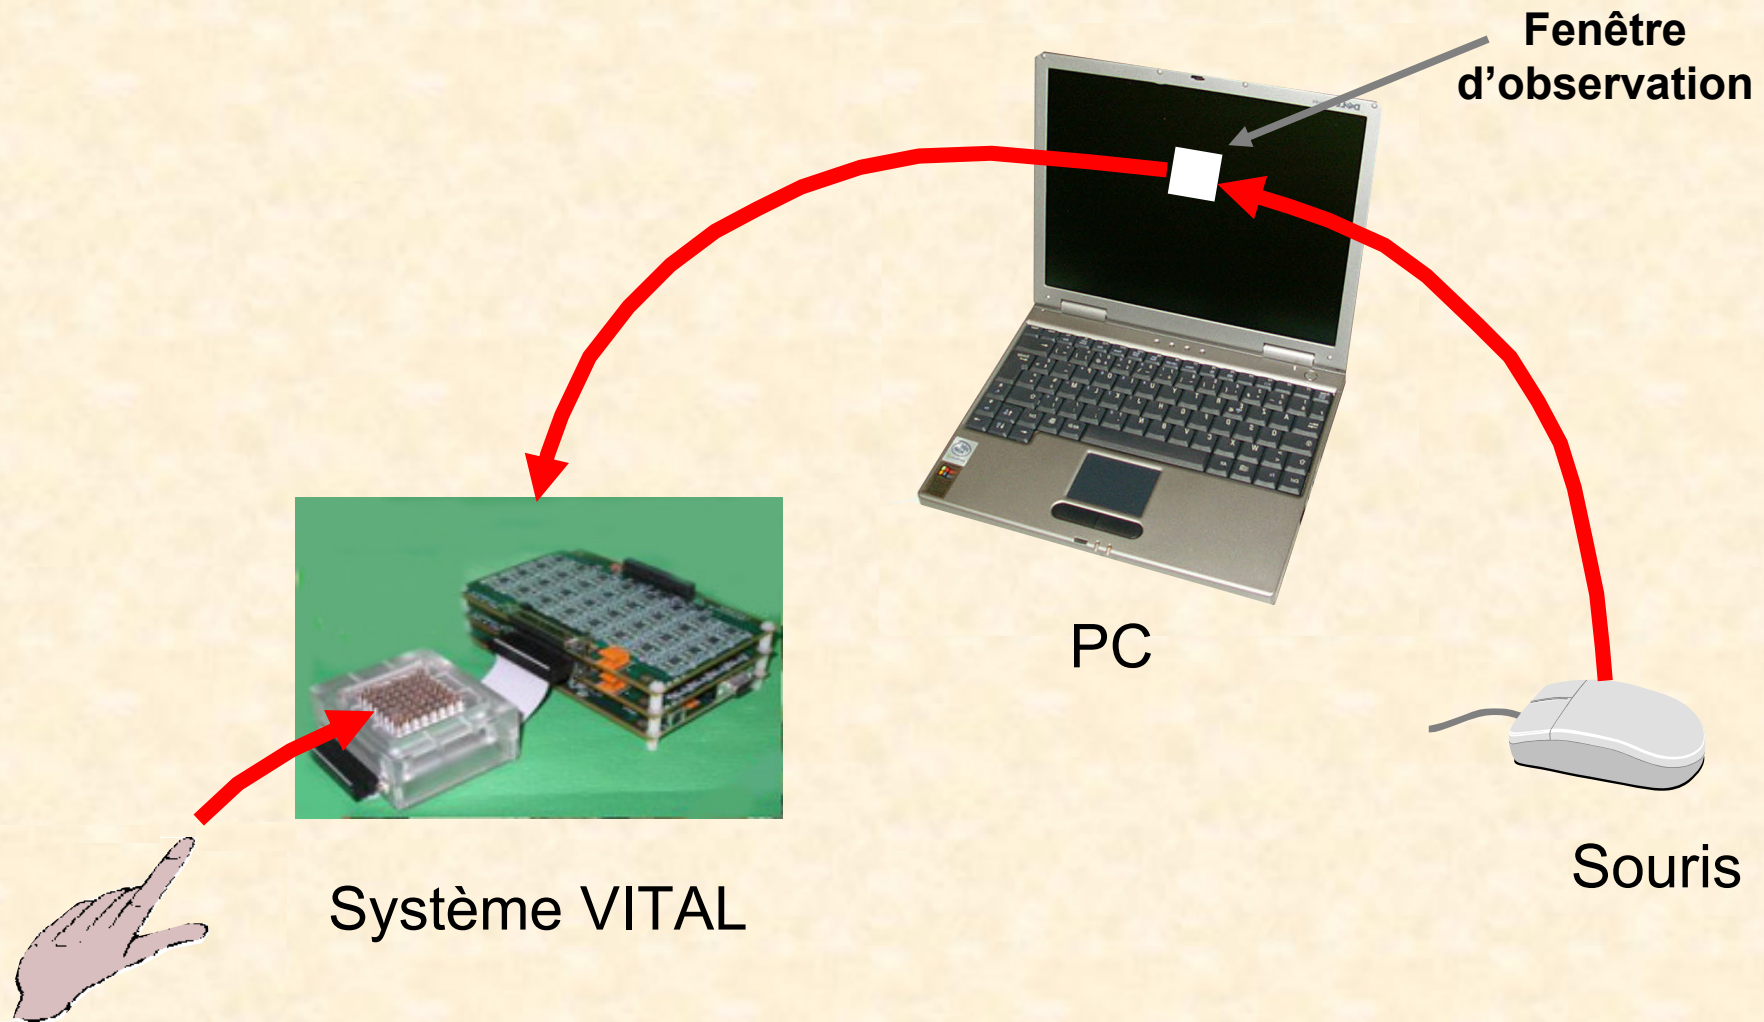 Fenêtre
d’observation
PC
Souris
Système VITAL